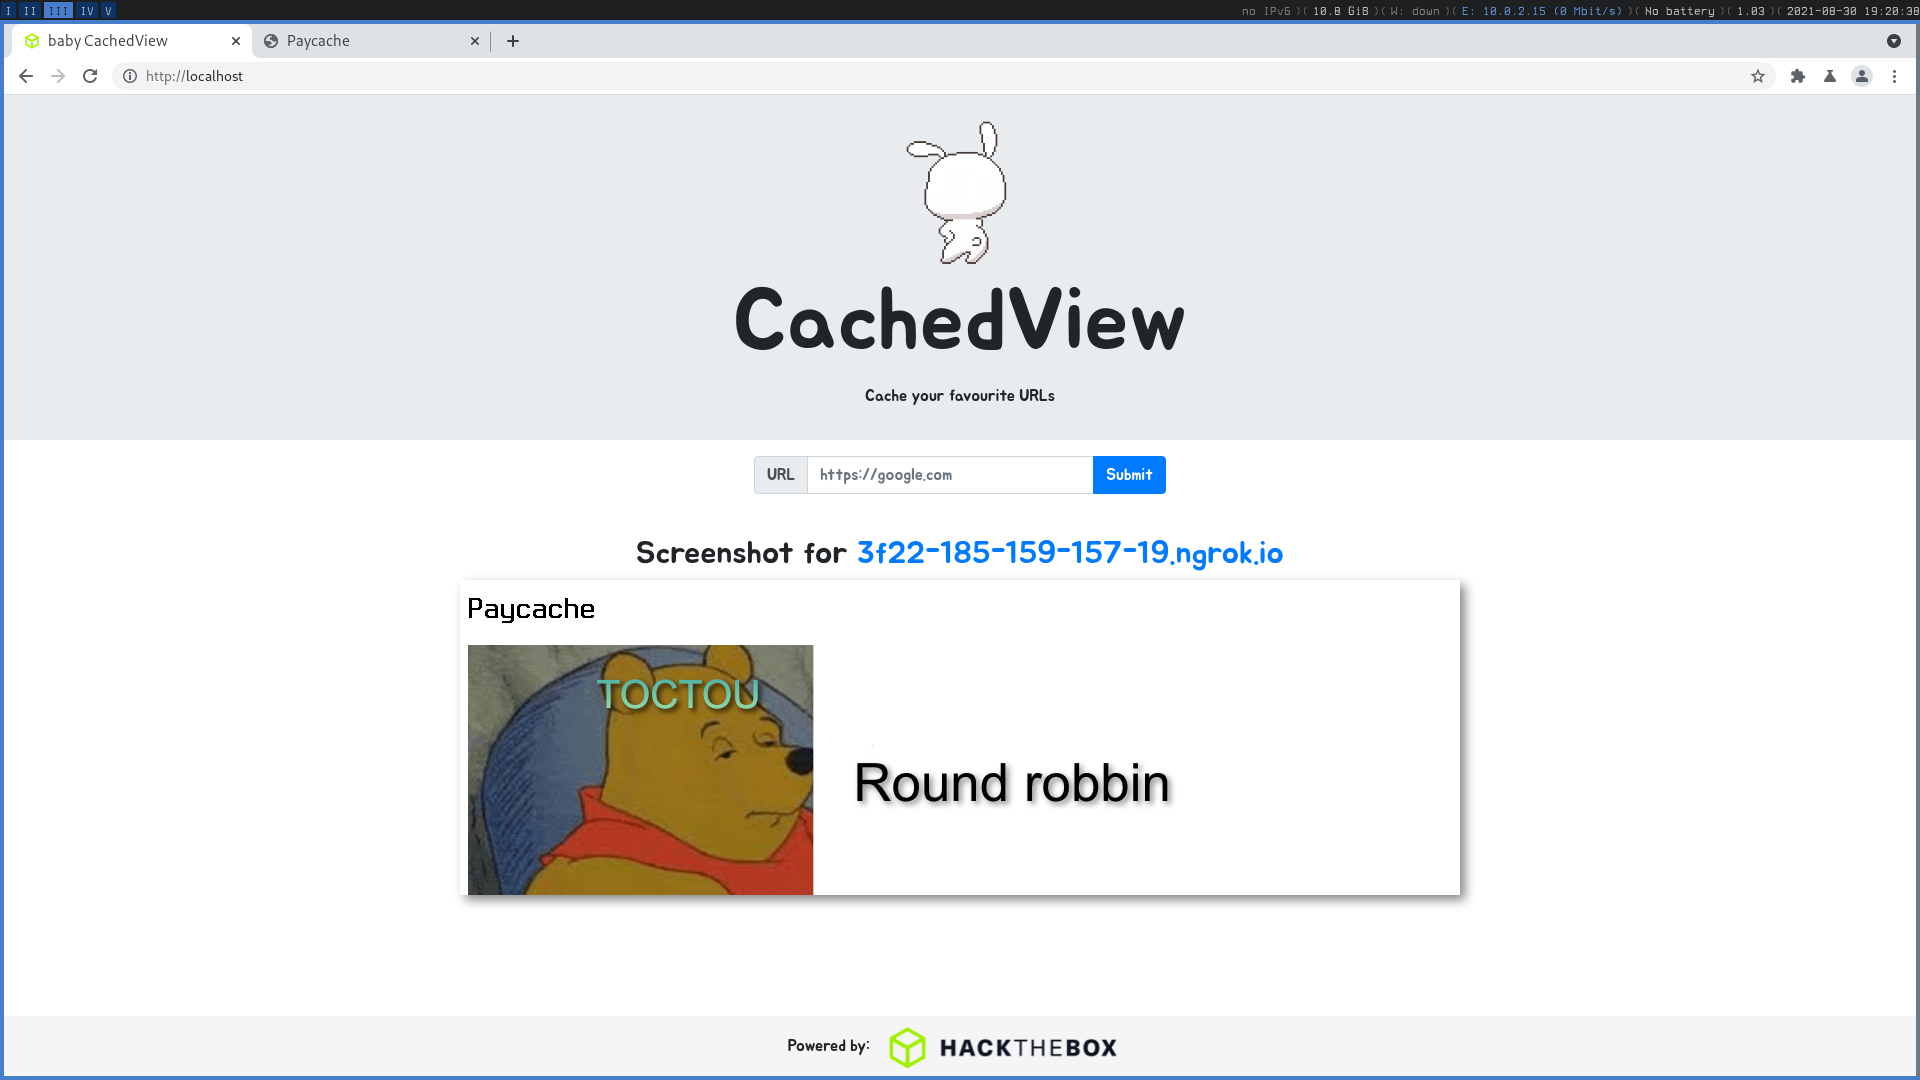 I II III IV V
no IPv6 )( 10.8 GiB )( W: down )( E: 10.0.2.15 (0 Mbit/s) )( No battery )( 1.03 )( 2021-08-30 19:20:38
baby CachedView
Paycache
http://localhost
CachedView
Cache your favourite URLs
URL
https://google.com
Submit
Screenshot for 3f22-185-159-157-19.ngrok.io
Paycache
TOCTOU
Round robbin
Powered by:
HACKTHEBOX